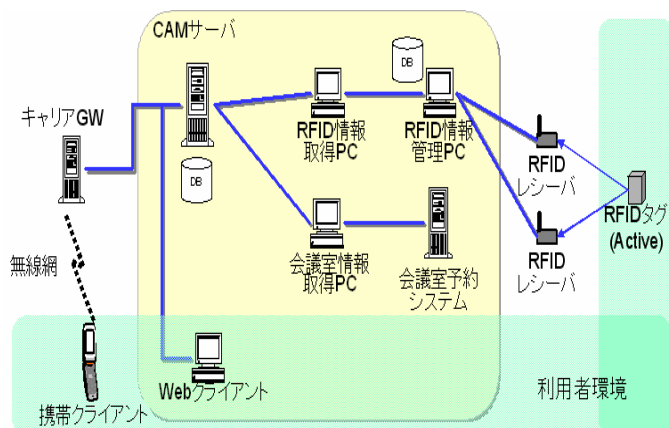 CAMサーバ
DB
キャリアGW
RFID情報
取得PC
RFID情報
管理PC
RFID
レシーバ
DB
RFIDタグ
(Active)
無線網
会議室情報
取得PC
会議室予約
システム
RFID
レシーバ
Webクライアント
利用者環境
携帯クライアント